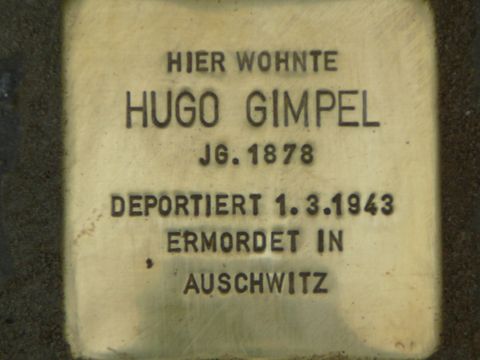 HIER WOHNTE
HUGO GIMPEL
JG. 1878
DEPORTIERT 1.3.1943
ERMORDET IN
AUSCHWITZ